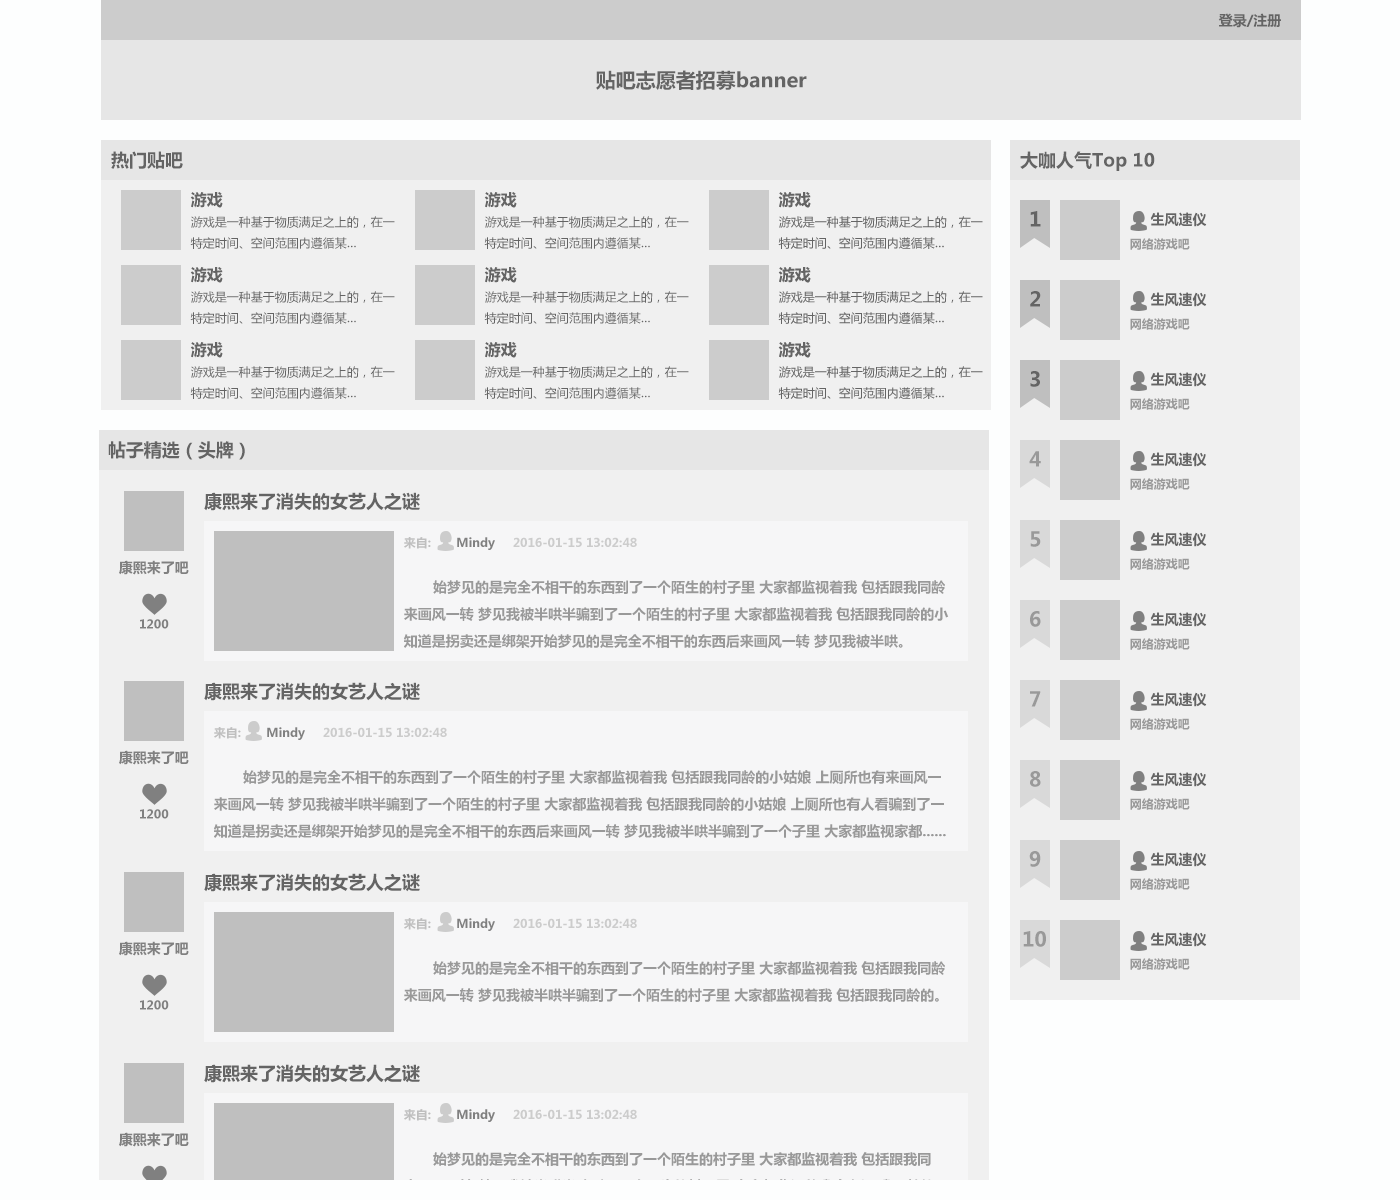 登录/注册
贴吧志愿者招募banner
热门贴吧
游戏
游戏是一种基于物质满足之上的，在一
特定时间、空间范围内遵循某...
游戏
游戏是一种基于物质满足之上的，在一
特定时间、空间范围内遵循某...
游戏
游戏是一种基于物质满足之上的，在一
特定时间、空间范围内遵循某...
游戏
游戏是一种基于物质满足之上的，在一
特定时间、空间范围内遵循某...
游戏
游戏是一种基于物质满足之上的，在一
特定时间、空间范围内遵循某...
游戏
游戏是一种基于物质满足之上的，在一
特定时间、空间范围内遵循某...
游戏
游戏是一种基于物质满足之上的，在一
特定时间、空间范围内遵循某...
游戏
游戏是一种基于物质满足之上的，在一
特定时间、空间范围内遵循某...
游戏
游戏是一种基于物质满足之上的，在一
特定时间、空间范围内遵循某...
帖子精选（头牌）
康熙来了吧
1200
康熙来了消失的女艺人之谜
来自: Mindy 2016-01-15 13:02:48
始梦见的是完全不相干的东西到了一个陌生的村子里 大家都监视着我 包括跟我同龄
来画风一转 梦见我被半哄半骗到了一个陌生的村子里 大家都监视着我 包括跟我同龄的小
知道是拐卖还是绑架开始梦见的是完全不相干的东西后来画风一转 梦见我被半哄。
康熙来了吧
1200
康熙来了消失的女艺人之谜
来自: Mindy 2016-01-15 13:02:48
始梦见的是完全不相干的东西到了一个陌生的村子里 大家都监视着我 包括跟我同龄的小姑娘 上厕所也有来画风一
来画风一转 梦见我被半哄半骗到了一个陌生的村子里 大家都监视着我 包括跟我同龄的小姑娘 上厕所也有人看骗到了一
知道是拐卖还是绑架开始梦见的是完全不相干的东西后来画风一转 梦见我被半哄半骗到了一个子里 大家都监视家都......
康熙来了吧
1200
康熙来了消失的女艺人之谜
来自: Mindy 2016-01-15 13:02:48
始梦见的是完全不相干的东西到了一个陌生的村子里 大家都监视着我 包括跟我同龄
来画风一转 梦见我被半哄半骗到了一个陌生的村子里 大家都监视着我 包括跟我同龄的。
康熙来了吧
康熙来了消失的女艺人之谜
来自: Mindy 2016-01-15 13:02:48
始梦见的是完全不相干的东西到了一个陌生的村子里 大家都监视着我 包括跟我同
大咖人气Top 10
1
生风速仪
网络游戏吧
2
生风速仪
网络游戏吧
3
生风速仪
网络游戏吧
4
生风速仪
网络游戏吧
5
生风速仪
网络游戏吧
6
生风速仪
网络游戏吧
7
生风速仪
网络游戏吧
8
生风速仪
网络游戏吧
9
生风速仪
网络游戏吧
10
生风速仪
网络游戏吧